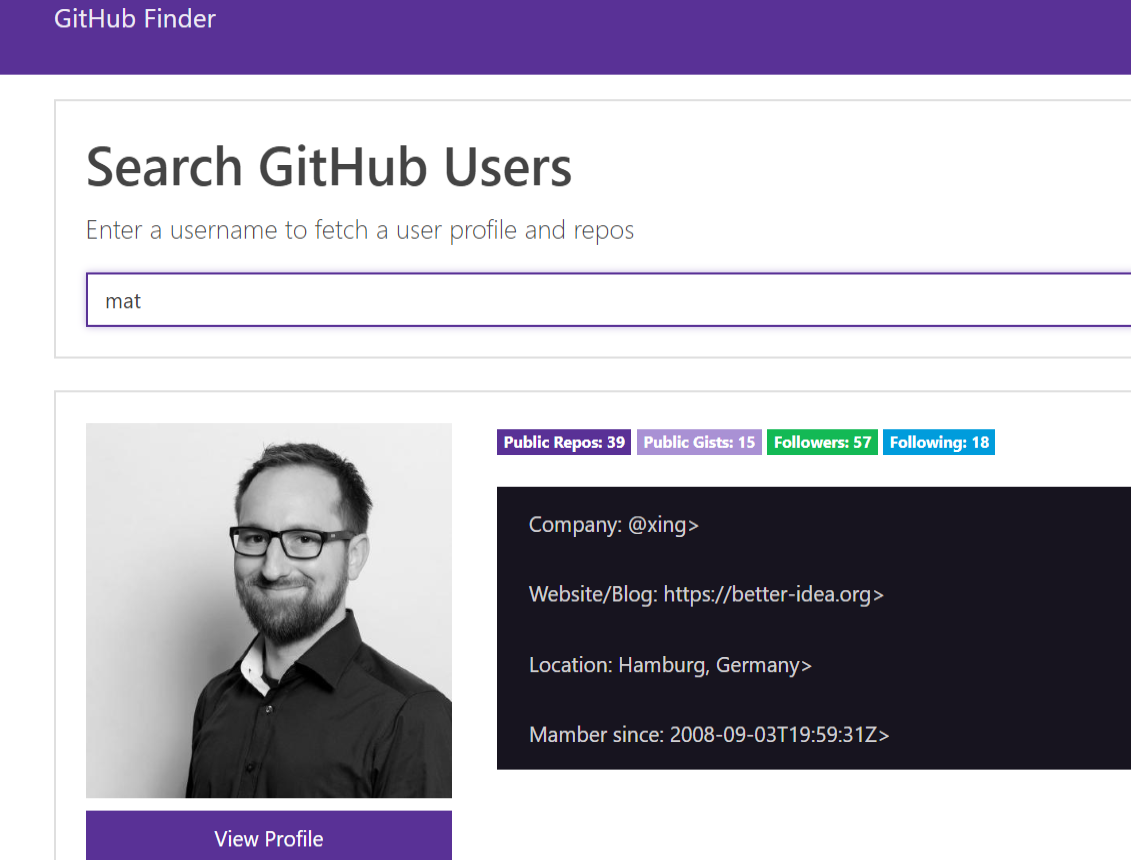 GitHub Finder
Search GitHub Users
Enter a username to fetch a user profile and repos
mat
Public Repos: 39 Public Gists: 15 Followers: 57 Following: 18
Company: @xing>
Website/Blog: https://better-idea.org>
Location: Hamburg, Germany>
Mamber since: 2008-09-03T19:59:31Z>
View Profile